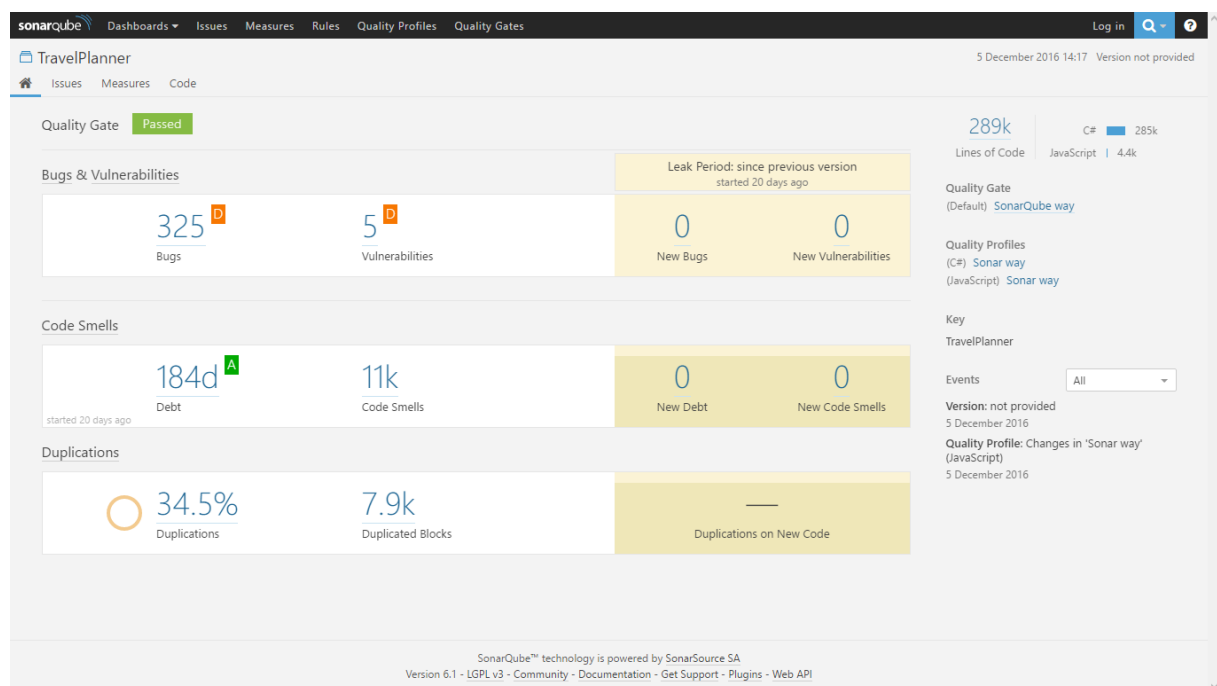 sonarqube Dashboards Issues Measures Rules Quality Profiles Quality Gates Log in
TravelPlanner
5 December 2016 14:17 Version not provided
Issues Measures Code
Quality Gate Passed
Bugs & Vulnerabilities
Leak Period: since previous version
started 20 days ago
325 D 5 D 0 0
Bugs Vulnerabilities New Bugs New Vulnerabilities
Code Smells
184d A 11k 0 0
Debt Code Smells New Debt New Code Smells
started 20 days ago
Duplications
34.5% 7.9k —
Duplications Duplicated Blocks Duplications on New Code
289k C# 285k
Lines of Code JavaScript 4.4k
Quality Gate
(Default) SonarQube way
Quality Profiles
(C#) Sonar way
(JavaScript) Sonar way
Key
TravelPlanner
Events All
Version: not provided
5 December 2016
Quality Profile: Changes in 'Sonar way'
(JavaScript)
5 December 2016
SonarQube™ technology is powered by SonarSource SA
Version 6.1 - LGPL v3 - Community - Documentation - Get Support - Plugins - Web API